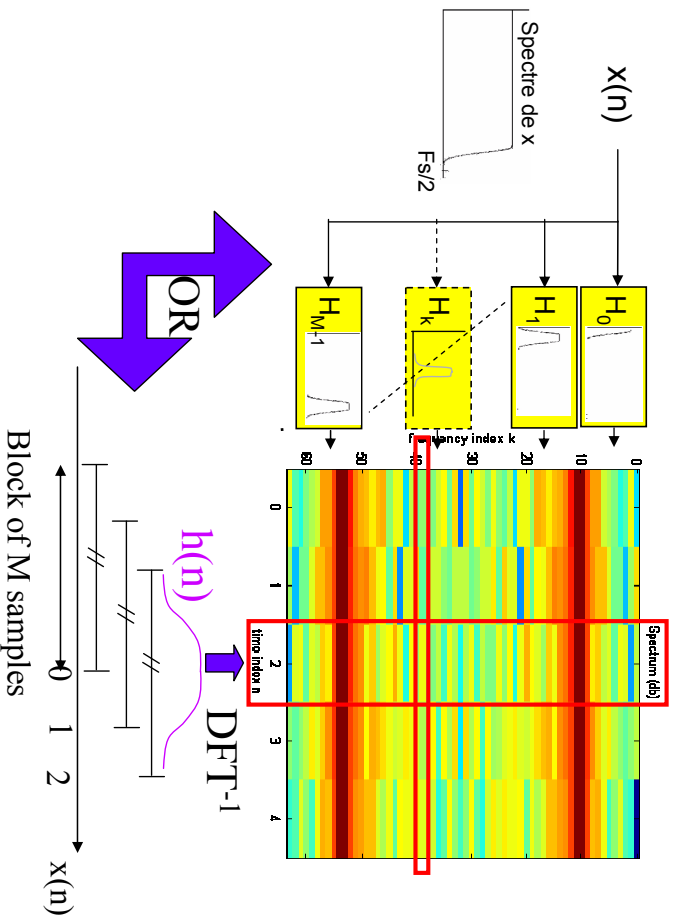 x(n)
Spectre de x
Fs/2
H0
H1
Hk
HM-1
OR
frequency index k
0
10
20
30
40
50
60
Spectrum (db)
time index n
0
1
2
3
4
h(n)
DFT-1
Block of M samples
0
1
2
x(n)